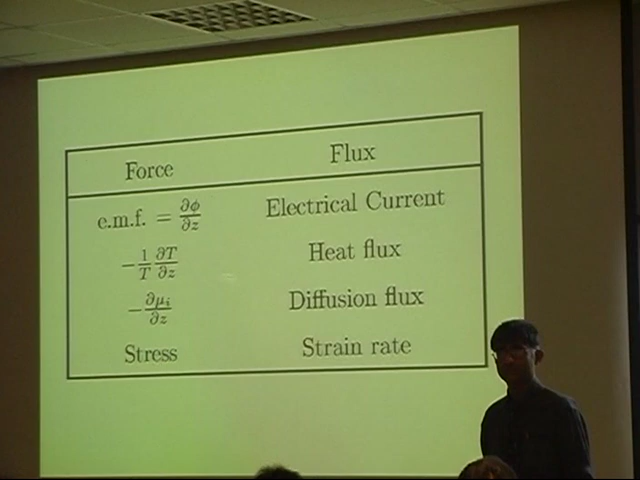 Force Flux
e.m.f. = ∂ϕ/∂z Electrical Current
−1/T ∂T/∂z Heat flux
−∂μᵢ/∂z Diffusion flux
Stress Strain rate